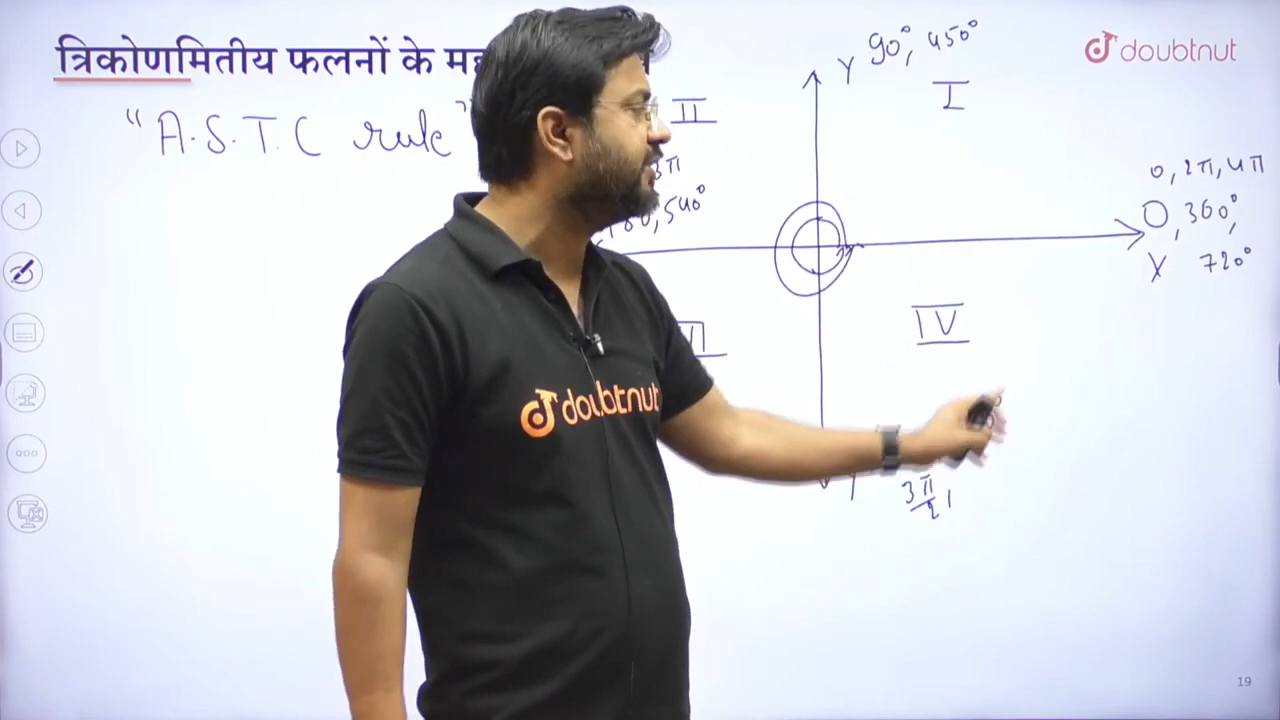 त्रिकोणमितीय फलनों के
doubtnut
"A.S.T.C rule"
Y 90°, 450°
I
II
3π
180, 540°
0, 2π, 4π
0, 360°,
X 720°
IV
doubtnut
3π/2,
19